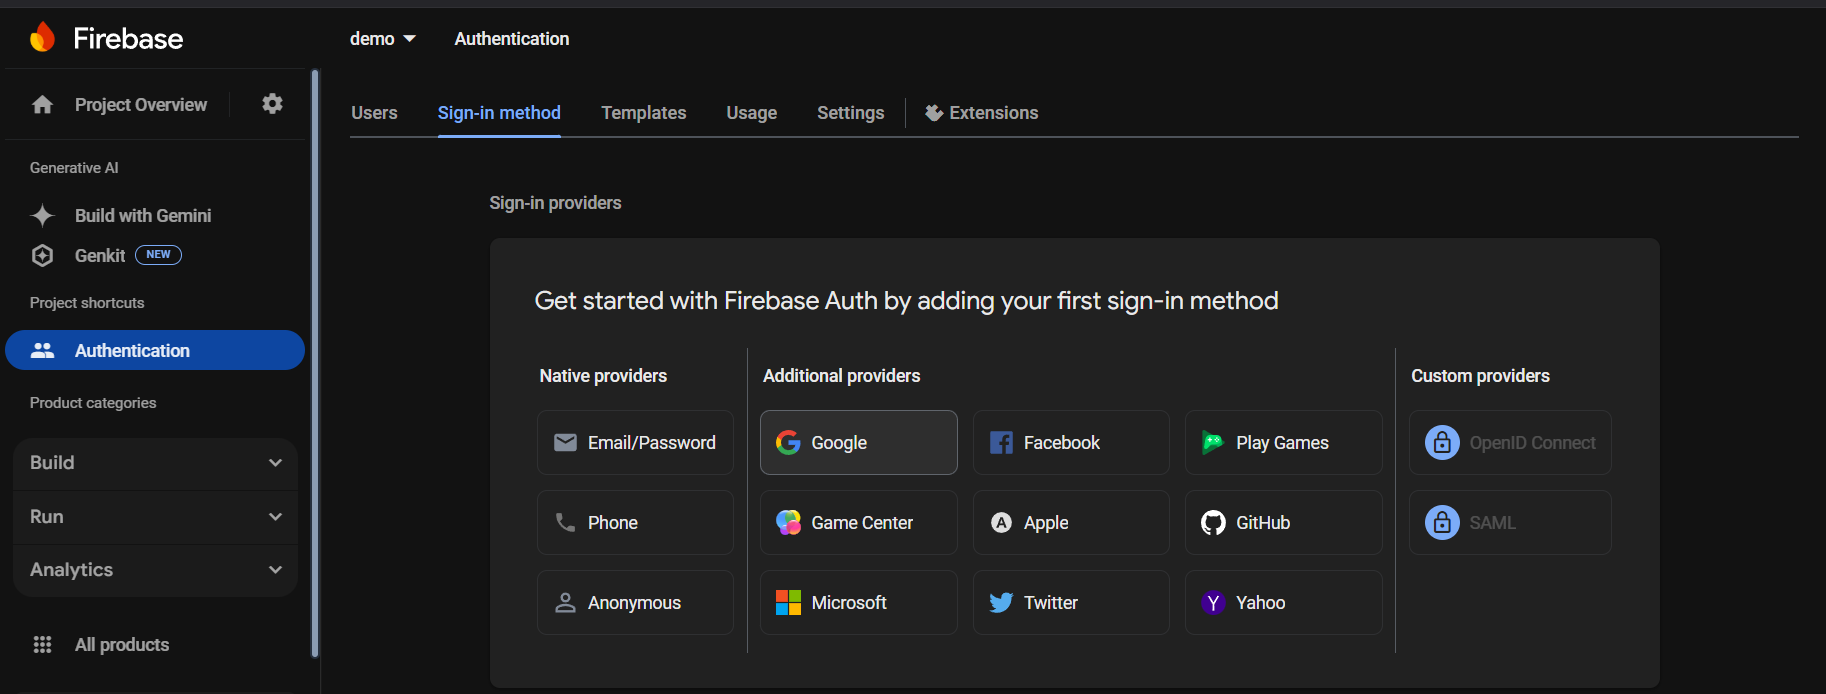 Firebase
demo
Authentication
Project Overview
Users
Sign-in method
Templates
Usage
Settings
Extensions
Generative AI
Build with Gemini
Genkit NEW
Project shortcuts
Authentication
Product categories
Build
Run
Analytics
All products
Sign-in providers
Get started with Firebase Auth by adding your first sign-in method
Native providers
Email/Password
Phone
Anonymous
Additional providers
Google
Facebook
Play Games
Game Center
Apple
GitHub
Microsoft
Twitter
Yahoo
Custom providers
OpenID Connect
SAML